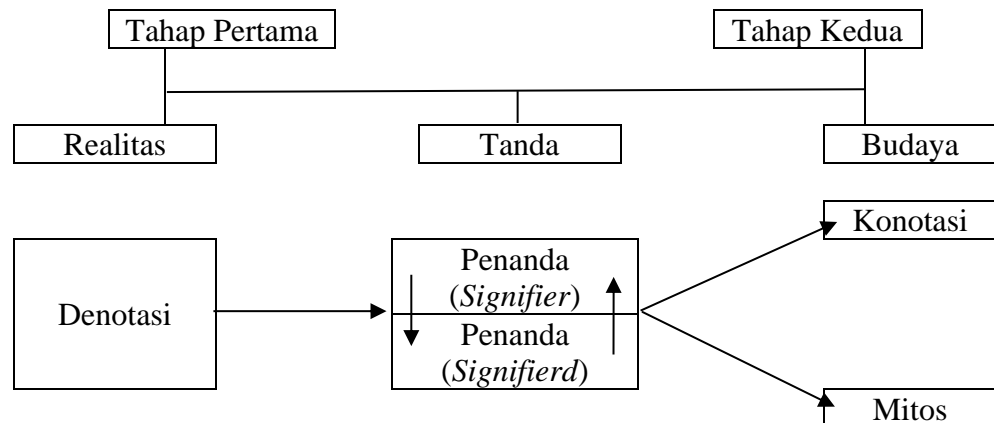 Tahap Pertama
Tahap Kedua
Realitas
Tanda
Budaya
Konotasi
Denotasi
Penanda
(Signifier)
Penanda
(Signifierd)
Mitos